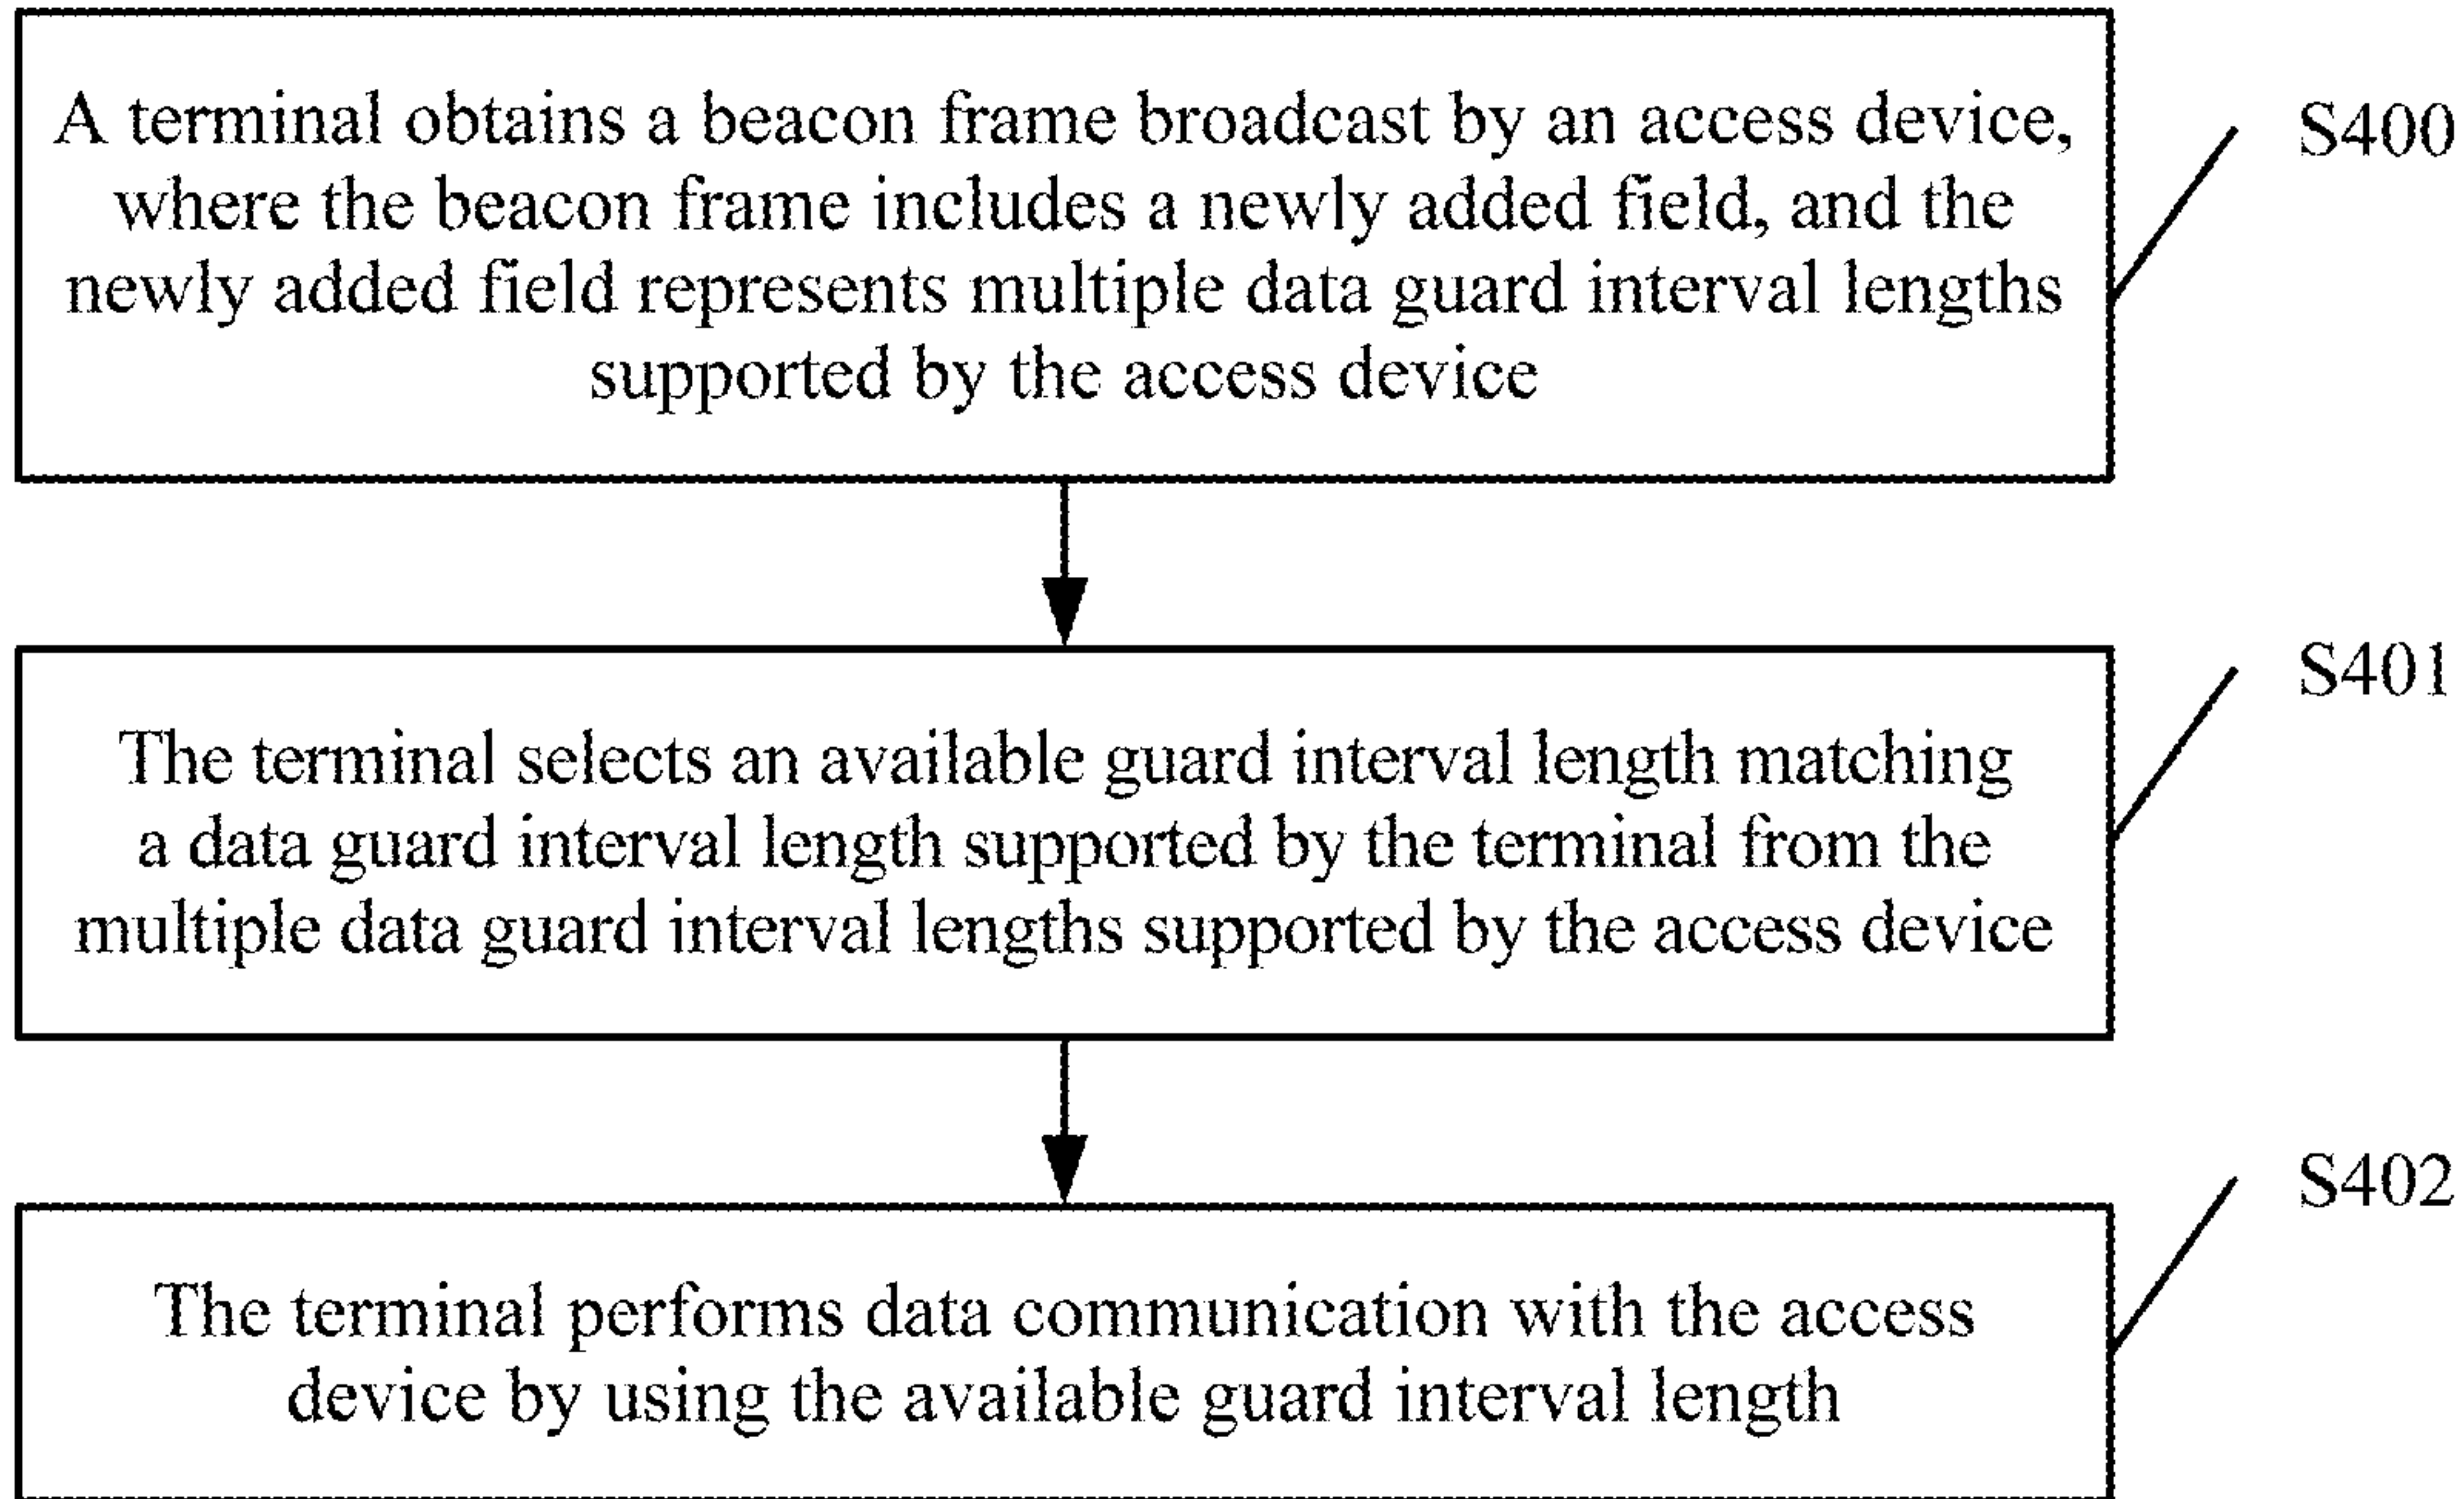 A terminal obtains a beacon frame broadcast by an access device,
where the beacon frame includes a newly added field, and the
newly added field represents multiple data guard interval lengths
supported by the access device
S400
The terminal selects an available guard interval length matching
a data guard interval length supported by the terminal from the
multiple data guard interval lengths supported by the access device
S401
The terminal performs data communication with the access
device by using the available guard interval length
S402